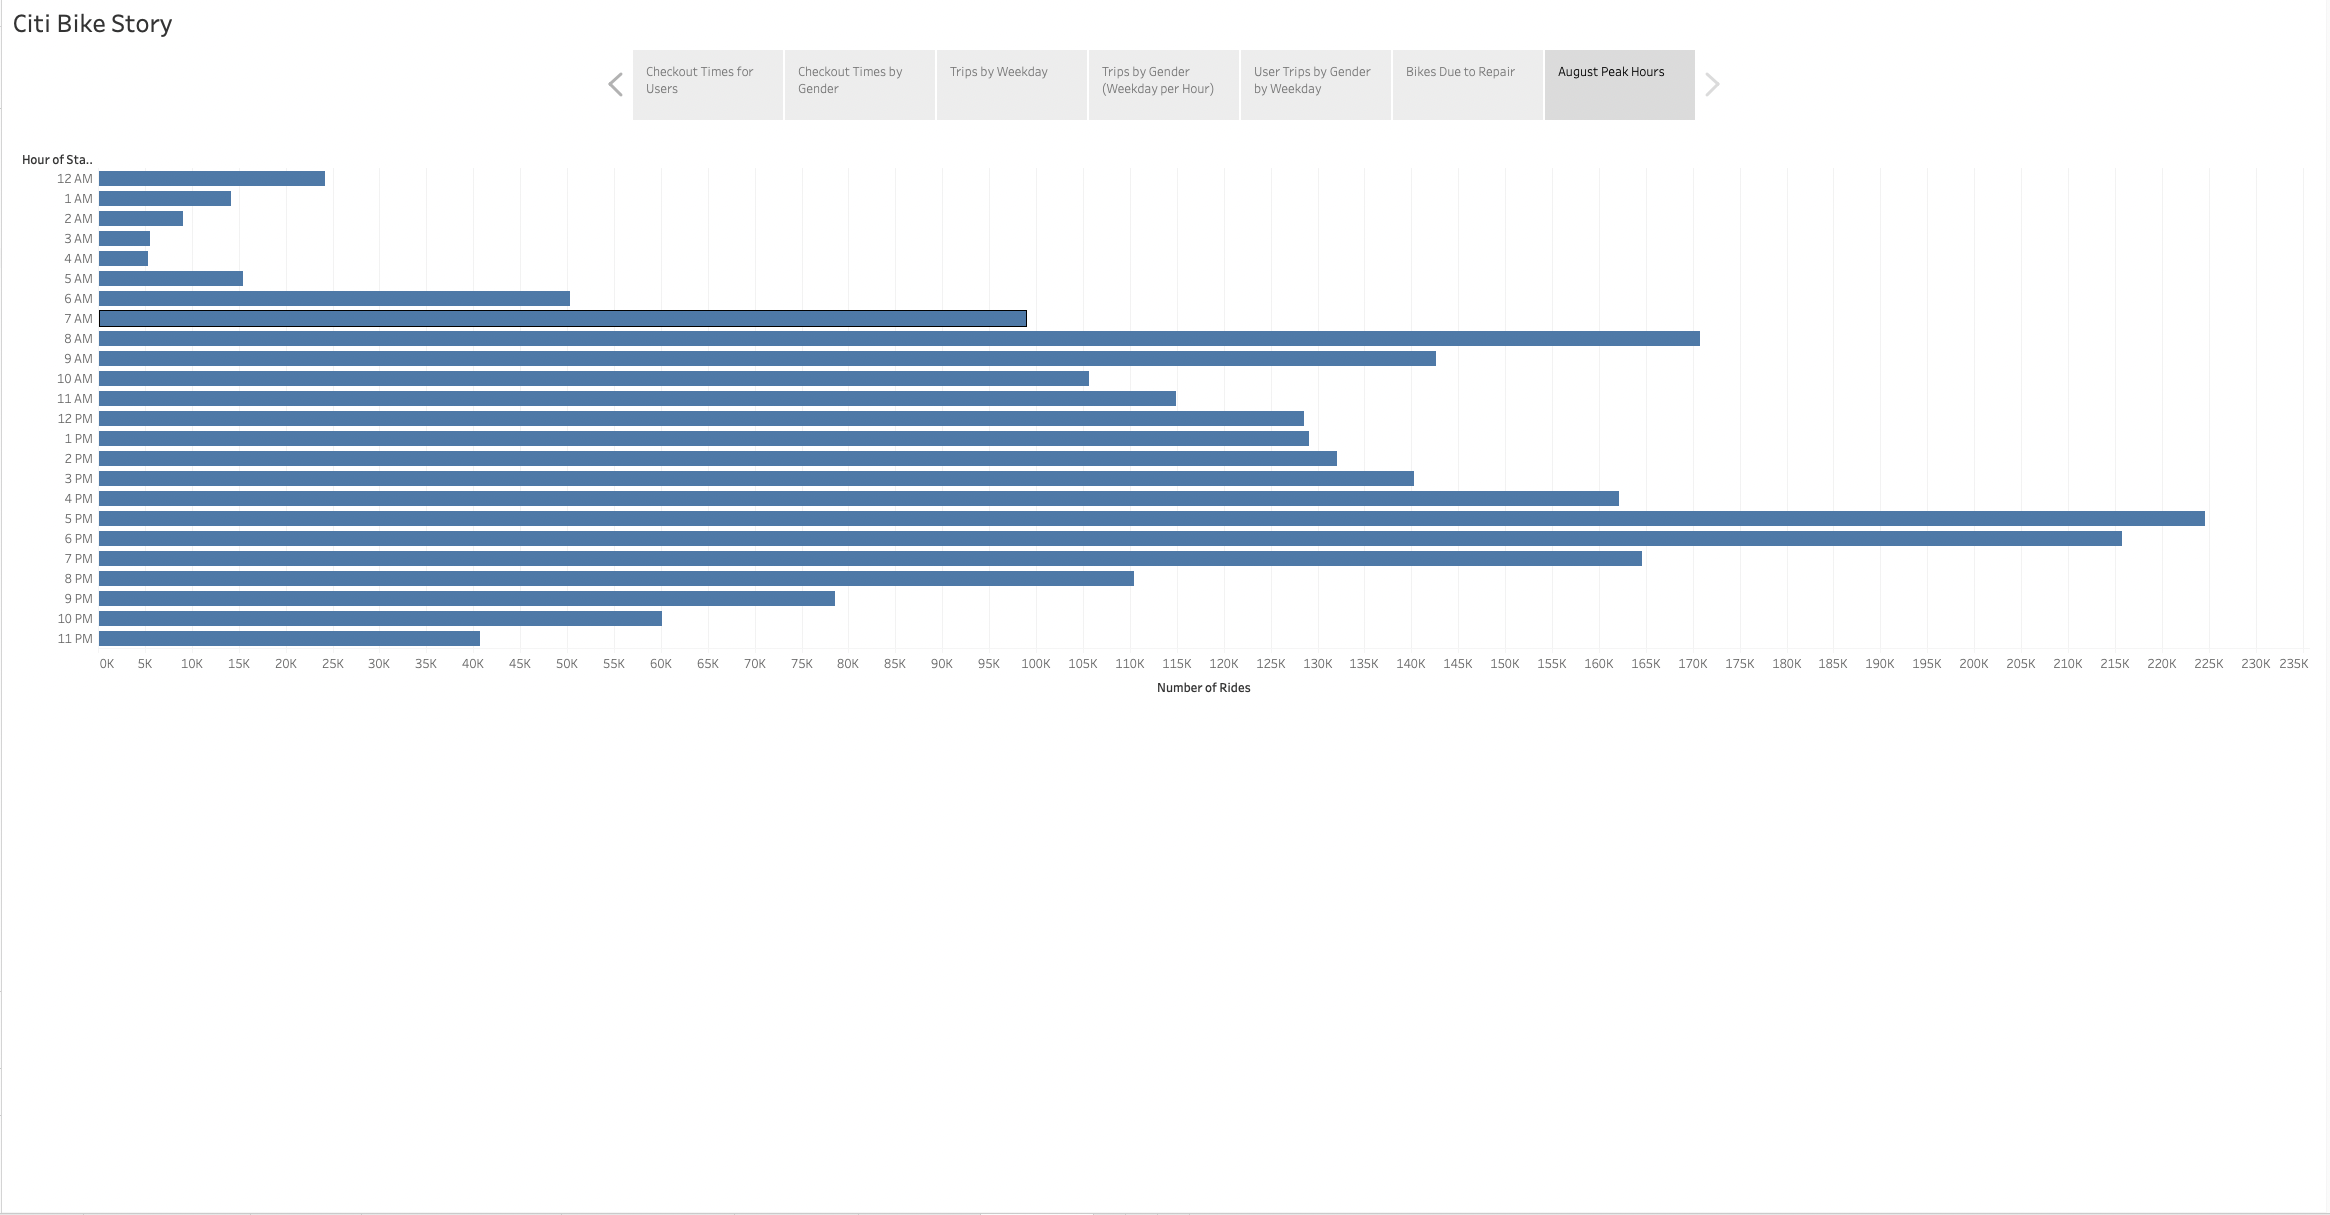 Citi Bike Story
Checkout Times for
Users
Checkout Times by
Gender
Trips by Weekday
Trips by Gender
(Weekday per Hour)
User Trips by Gender
by Weekday
Bikes Due to Repair
August Peak Hours
Hour of Sta..
12 AM
1 AM
2 AM
3 AM
4 AM
5 AM
6 AM
7 AM
8 AM
9 AM
10 AM
11 AM
12 PM
1 PM
2 PM
3 PM
4 PM
5 PM
6 PM
7 PM
8 PM
9 PM
10 PM
11 PM
0K 5K 10K 15K 20K 25K 30K 35K 40K 45K 50K 55K 60K 65K 70K 75K 80K 85K 90K 95K 100K 105K 110K 115K 120K 125K 130K 135K 140K 145K 150K 155K 160K 165K 170K 175K 180K 185K 190K 195K 200K 205K 210K 215K 220K 225K 230K 235K
Number of Rides